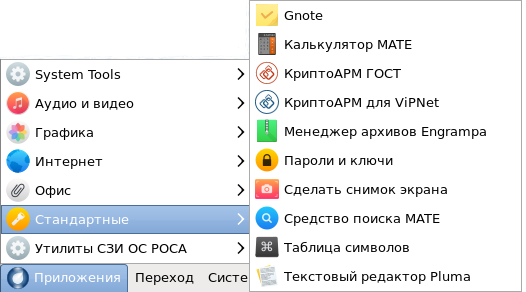 System Tools
Аудио и видео
Графика
Интернет
Офис
Стандартные
Утилиты СЗИ ОС РОСА
Приложения Переход Систе
Gnote
Калькулятор MATE
КриптоАРМ ГОСТ
КриптоАРМ для ViPNet
Менеджер архивов Engrampa
Пароли и ключи
Сделать снимок экрана
Средство поиска MATE
Таблица символов
Текстовый редактор Pluma